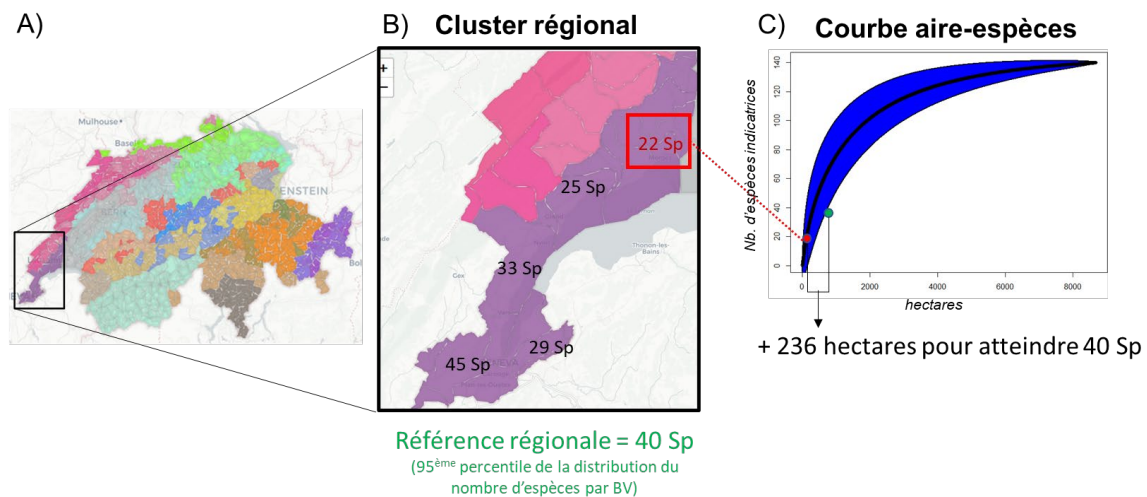 A)
Mulhouse
Basel
BERN
ENSTEIN
Bol
B) Cluster régional
+
−
22 Sp
25 Sp
Thonon-les-
Bains
Gex
33 Sp
29 Sp
45 Sp
Référence régionale = 40 Sp
(95ème percentile de la distribution du
nombre d'espèces par BV)
C) Courbe aire-espèces
Nb. d'espèces indicatrices
140
120
100
80
60
40
20
0
0 2000 4000 6000 8000
hectares
+ 236 hectares pour atteindre 40 Sp